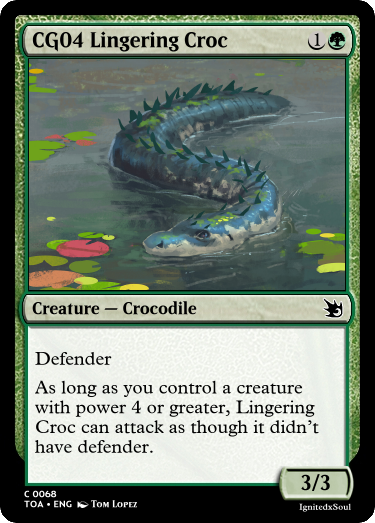 CG04 Lingering Croc 1
Creature — Crocodile
Defender
As long as you control a creature
with power 4 or greater, Lingering
Croc can attack as though it didn't
have defender.
3/3
C 0068
TOA • ENG Tom Lopez
IgnitedxSoul